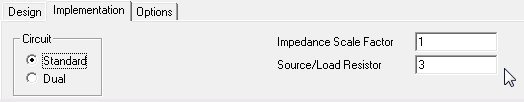 Design Implementation Options
Circuit
Standard
Dual
Impedance Scale Factor 1
Source/Load Resistor 3